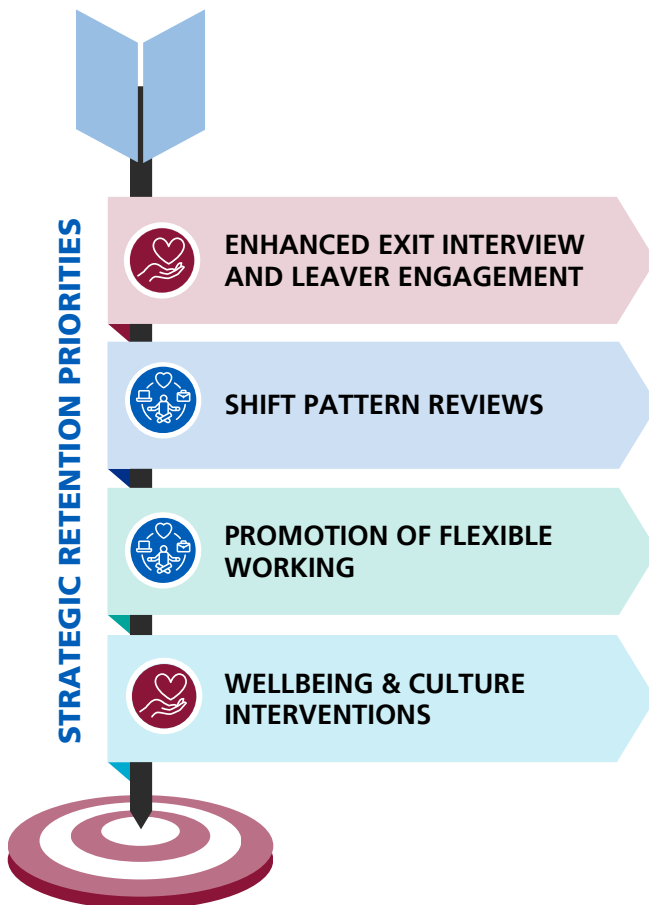 STRATEGIC RETENTION PRIORITIES
ENHANCED EXIT INTERVIEW
AND LEAVER ENGAGEMENT
SHIFT PATTERN REVIEWS
PROMOTION OF FLEXIBLE
WORKING
WELLBEING & CULTURE
INTERVENTIONS